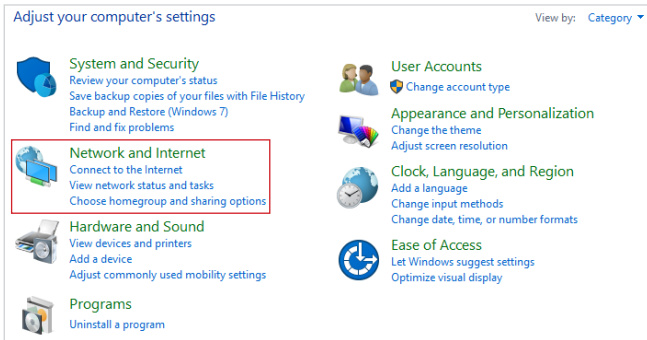 Adjust your computer's settings
View by: Category
System and Security
Review your computer's status
Save backup copies of your files with File History
Backup and Restore (Windows 7)
Find and fix problems
Network and Internet
Connect to the Internet
View network status and tasks
Choose homegroup and sharing options
Hardware and Sound
View devices and printers
Add a device
Adjust commonly used mobility settings
Programs
Uninstall a program
User Accounts
Change account type
Appearance and Personalization
Change the theme
Adjust screen resolution
Clock, Language, and Region
Add a language
Change input methods
Change date, time, or number formats
Ease of Access
Let Windows suggest settings
Optimize visual display